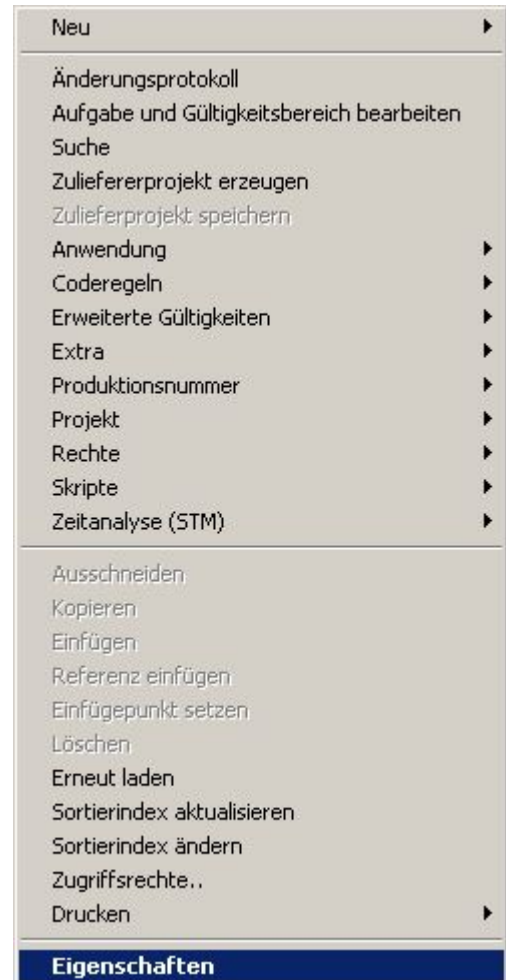 Neu
Änderungsprotokoll
Aufgabe und Gültigkeitsbereich bearbeiten
Suche
Zuliefererprojekt erzeugen
Zulieferprojekt speichern
Anwendung
Coderegeln
Erweiterte Gültigkeiten
Extra
Produktionsnummer
Projekt
Rechte
Skripte
Zeitanalyse (STM)
Ausschneiden
Kopieren
Einfügen
Referenz einfügen
Einfügepunkt setzen
Löschen
Erneut laden
Sortierindex aktualisieren
Sortierindex ändern
Zugriffsrechte..
Drucken
Eigenschaften